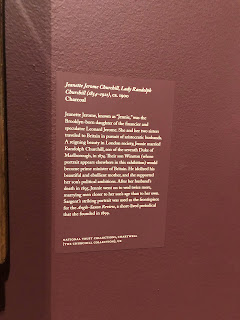 Jeanette Jerome Churchill, Lady Randolph
Churchill (1854–1921), ca. 1900
Charcoal
Jeanette Jerome, known as "Jennie," was the
Brooklyn-born daughter of the financier and
speculator Leonard Jerome. She and her two sisters
traveled to Britain in pursuit of aristocratic husbands.
A reigning beauty in London society, Jennie married
Randolph Churchill, son of the seventh Duke of
Marlborough, in 1874. Their son Winston (whose
portrait appears elsewhere in this exhibition) would
become prime minister of Britain. He idolized his
beautiful and ebullient mother, and she supported
her son's political ambitions. After her husband's
death in 1895, Jennie went on to wed twice more,
marrying men closer to her son's age than to her own.
Sargent's striking portrait was used as the frontispiece
for the Anglo-Saxon Review, a short-lived periodical
that she founded in 1899.
NATIONAL TRUST COLLECTIONS, CHARTWELL
(THE CHURCHILL COLLECTION), UK